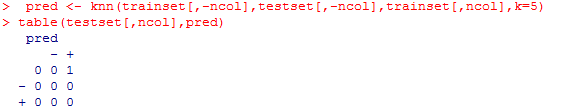 >  pred <- knn(trainset[,-ncol],testset[,-ncol],trainset[,ncol],k=5)
> table(testset[,ncol],pred)
   pred
      - +
    0 0 1
  - 0 0 0
  + 0 0 0